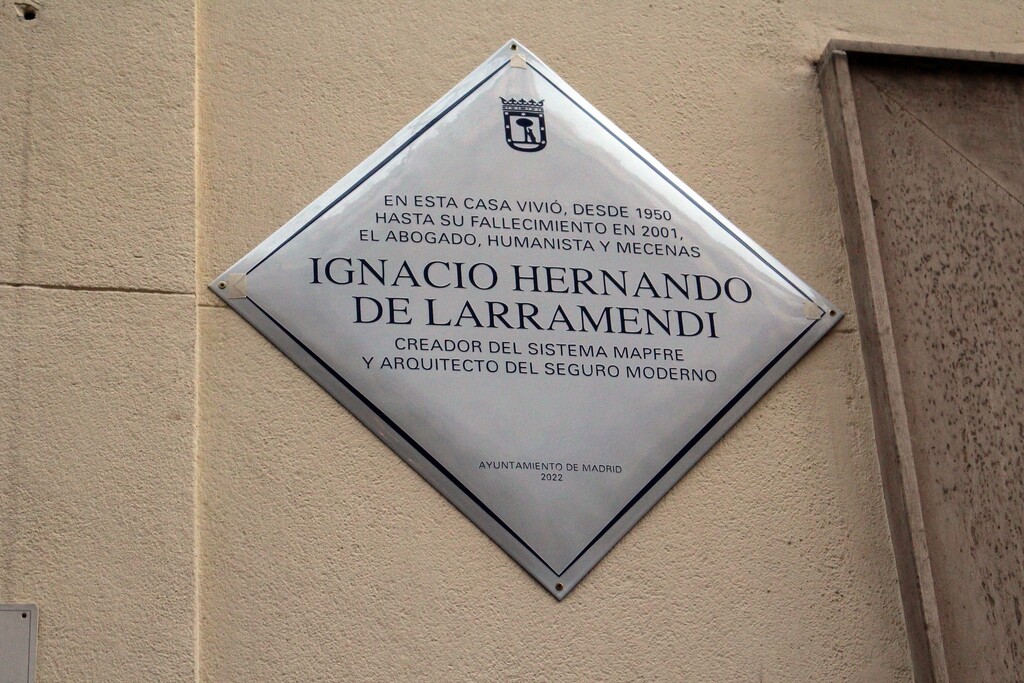 EN ESTA CASA VIVIÓ, DESDE 1950
HASTA SU FALLECIMIENTO EN 2001,
EL ABOGADO, HUMANISTA Y MECENAS
IGNACIO HERNANDO
DE LARRAMENDI
CREADOR DEL SISTEMA MAPFRE
Y ARQUITECTO DEL SEGURO MODERNO
AYUNTAMIENTO DE MADRID
2022